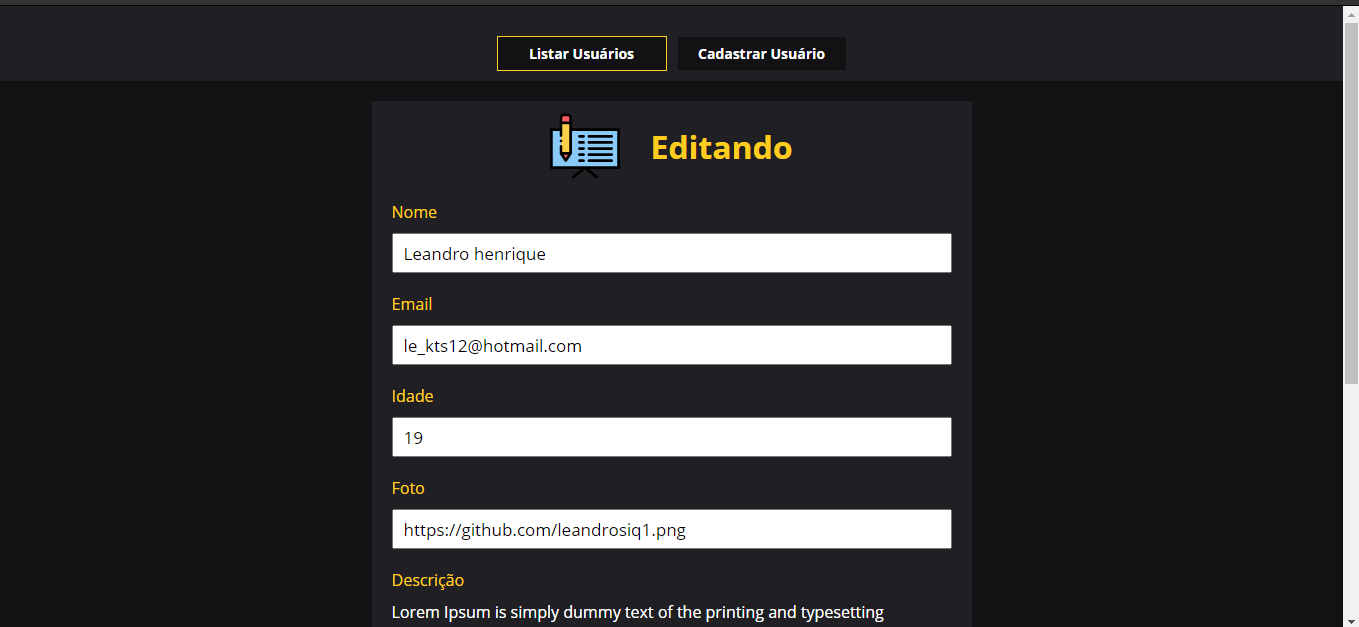 Listar Usuários Cadastrar Usuário
Editando
Nome
Leandro henrique
Email
le_kts12@hotmail.com
Idade
19
Foto
https://github.com/leandrosiq1.png
Descrição
Lorem Ipsum is simply dummy text of the printing and typesetting